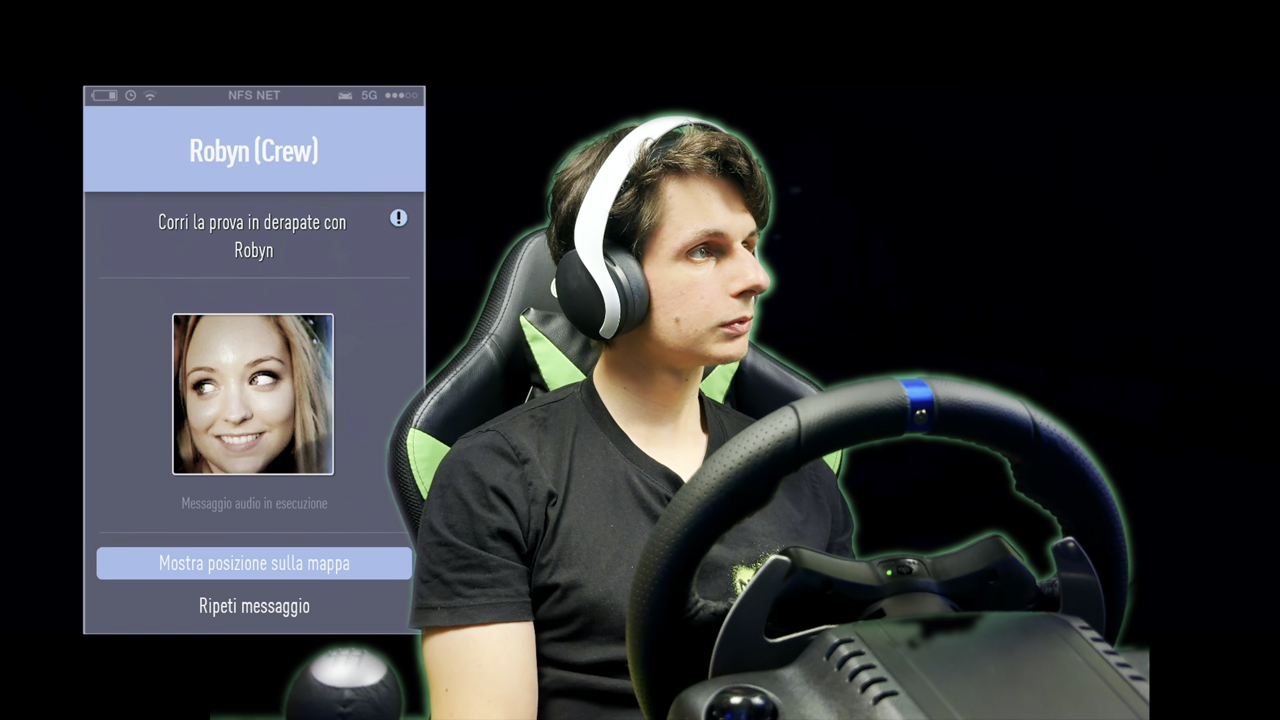 NFS NET
5G
Robyn (Crew)
Corri la prova in derapate con
Robyn
Messaggio audio in esecuzione
Mostra posizione sulla mappa
Ripeti messaggio